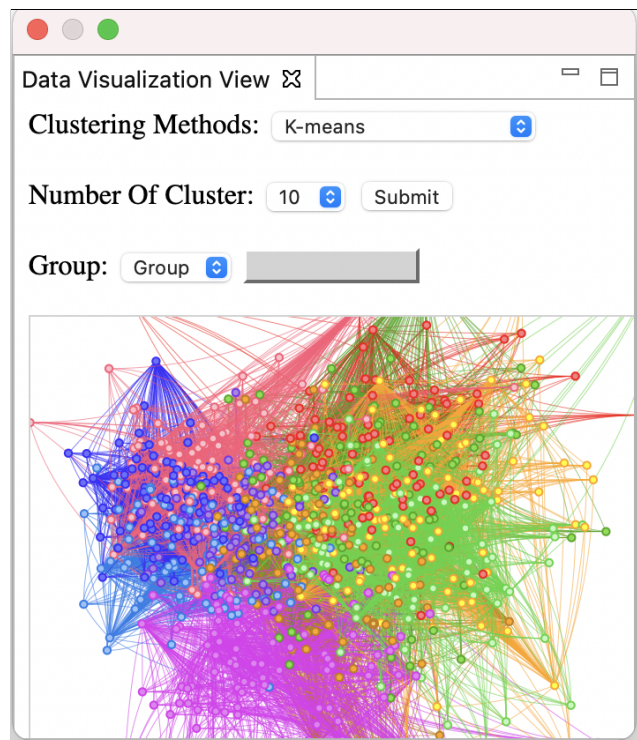 Data Visualization View
Clustering Methods: K-means
Number Of Cluster: 10 Submit
Group: Group